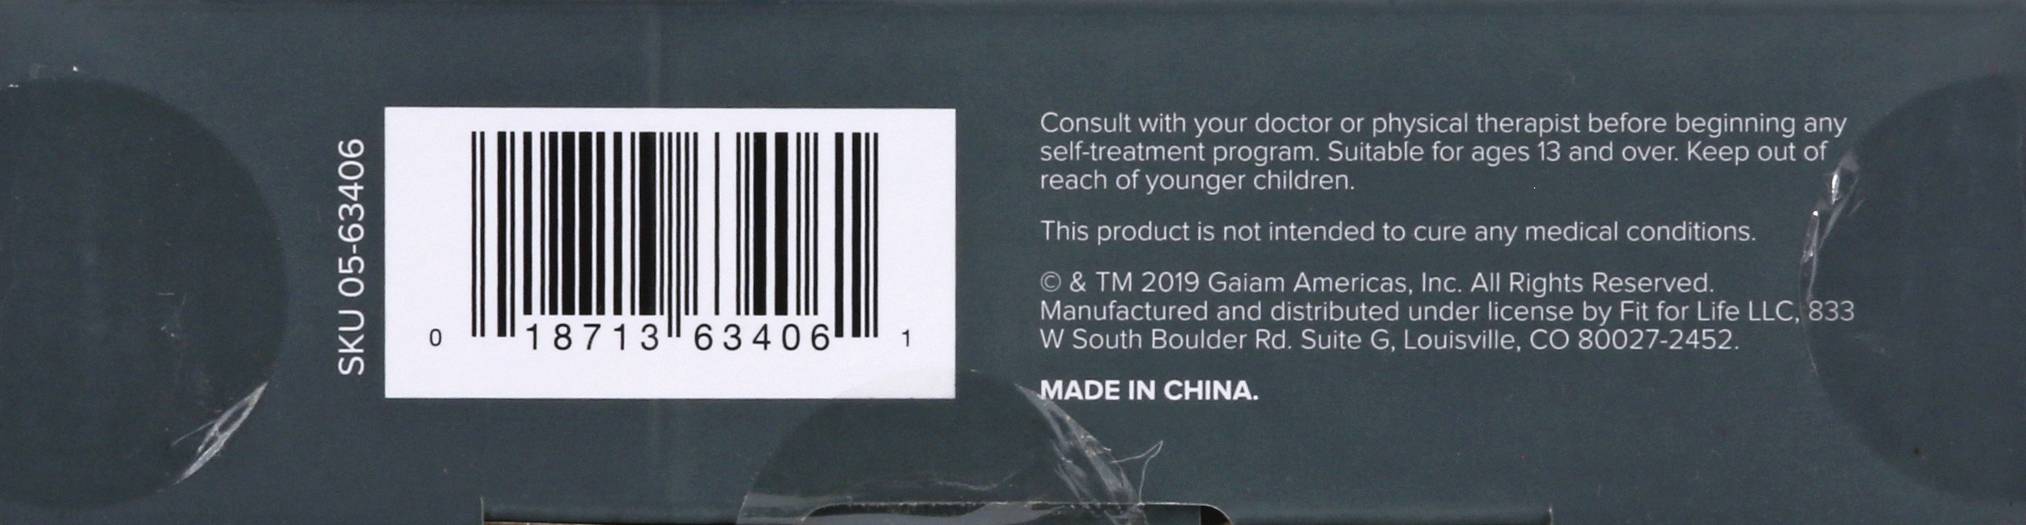 SKU 05-63406
0 18713 63406 1
Consult with your doctor or physical therapist before beginning any
self-treatment program. Suitable for ages 13 and over. Keep out of
reach of younger children.
This product is not intended to cure any medical conditions.
© & TM 2019 Gaiam Americas, Inc. All Rights Reserved.
Manufactured and distributed under license by Fit for Life LLC, 833
W South Boulder Rd. Suite G, Louisville, CO 80027-2452.
MADE IN CHINA.